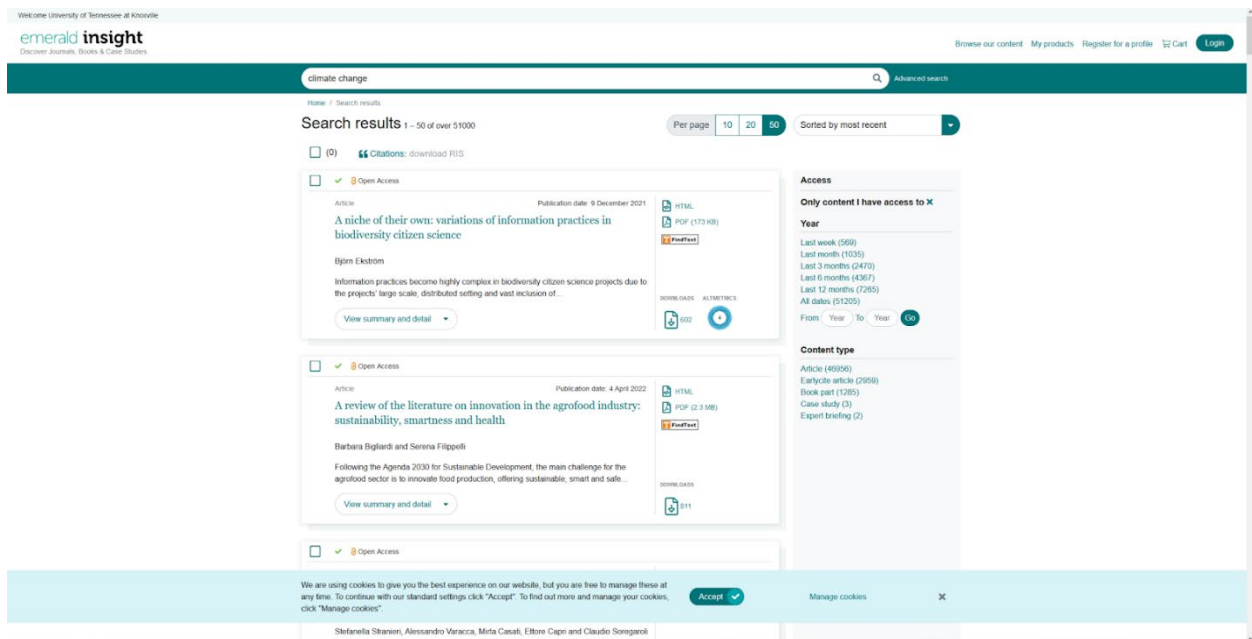 Welcome University of Tennessee at Knoxville
emerald insight
Discover Journals, Books & Case Studies
Browse our content My products Register for a profile Cart Login
climate change
Advanced search
Home / Search results
Search results 1 – 50 of over 51000
Per page 10 20 50
Sorted by most recent
(0) Citations: download RIS
Open Access
Article
Publication date: 9 December 2021
A niche of their own: variations of information practices in
biodiversity citizen science
Björn Ekström
Information practices become highly complex in biodiversity citizen science projects due to
the projects' large scale, distributed setting and vast inclusion of…
View summary and detail
HTML
PDF (173 KB)
FindText
DOWNLOADS ALTMETRICS
602
Open Access
Article
Publication date: 4 April 2022
A review of the literature on innovation in the agrofood industry:
sustainability, smartness and health
Barbara Bigliardi and Serena Filippelli
Following the Agenda 2030 for Sustainable Development, the main challenge for the
agrofood sector is to innovate food production, offering sustainable, smart and safe…
View summary and detail
HTML
PDF (2.3 MB)
FindText
DOWNLOADS
811
Open Access
Access
Only content I have access to
Year
Last week (569)
Last month (1035)
Last 3 months (2470)
Last 6 months (4367)
Last 12 months (7265)
All dates (51205)
From Year To Year Go
Content type
Article (46956)
Earlycite article (2959)
Book part (1285)
Case study (3)
Expert briefing (2)
We are using cookies to give you the best experience on our website, but you are free to manage these at
any time. To continue with our standard settings click "Accept". To find out more and manage your cookies,
click "Manage cookies".
Accept
Manage cookies
Stefanella Stranieri, Alessandro Varacca, Mirta Casati, Ettore Capri and Claudio Soregaroli